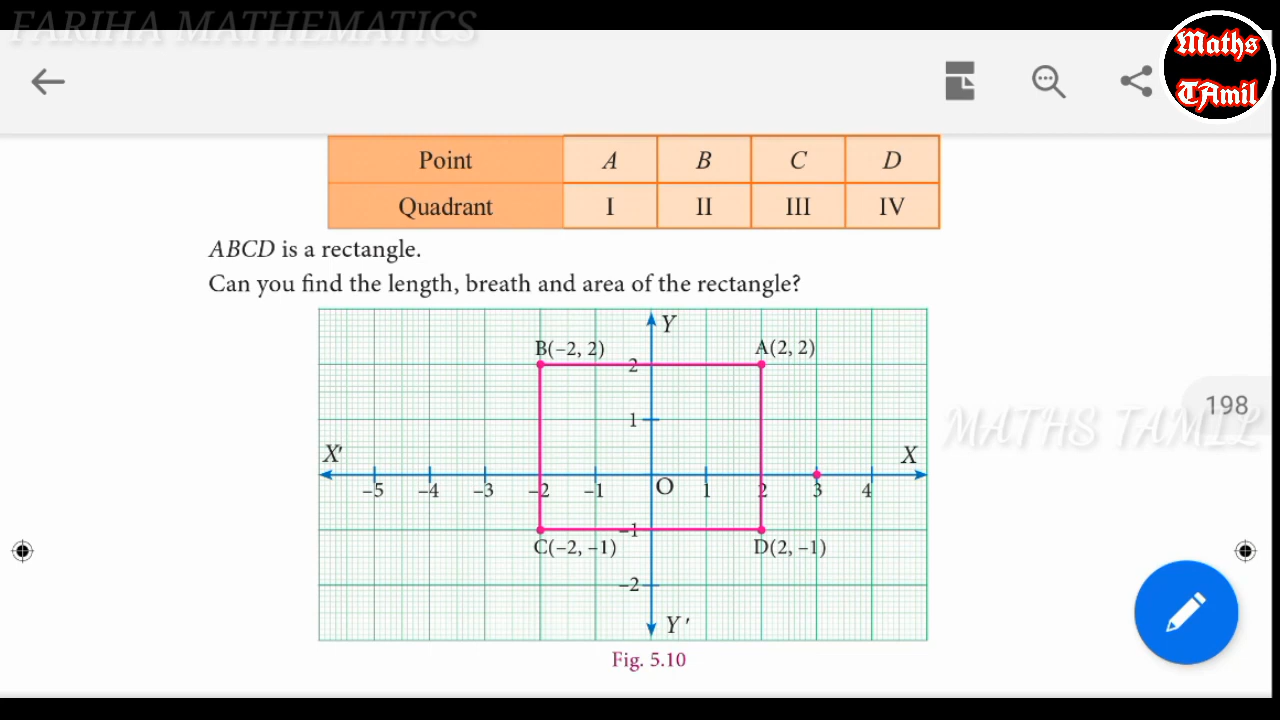 FARIHA MATHEMATICS
Maths
TAmil
Point A B C D
Quadrant I II III IV
ABCD is a rectangle.
Can you find the length, breath and area of the rectangle?
Y
B(–2, 2) A(2, 2)
2
198
MATHS TAMIL
1
X′ X
–5 –4 –3 –2 –1 O 1 2 3 4
–1
C(–2, –1) D(2, –1)
–2
Y′
Fig. 5.10